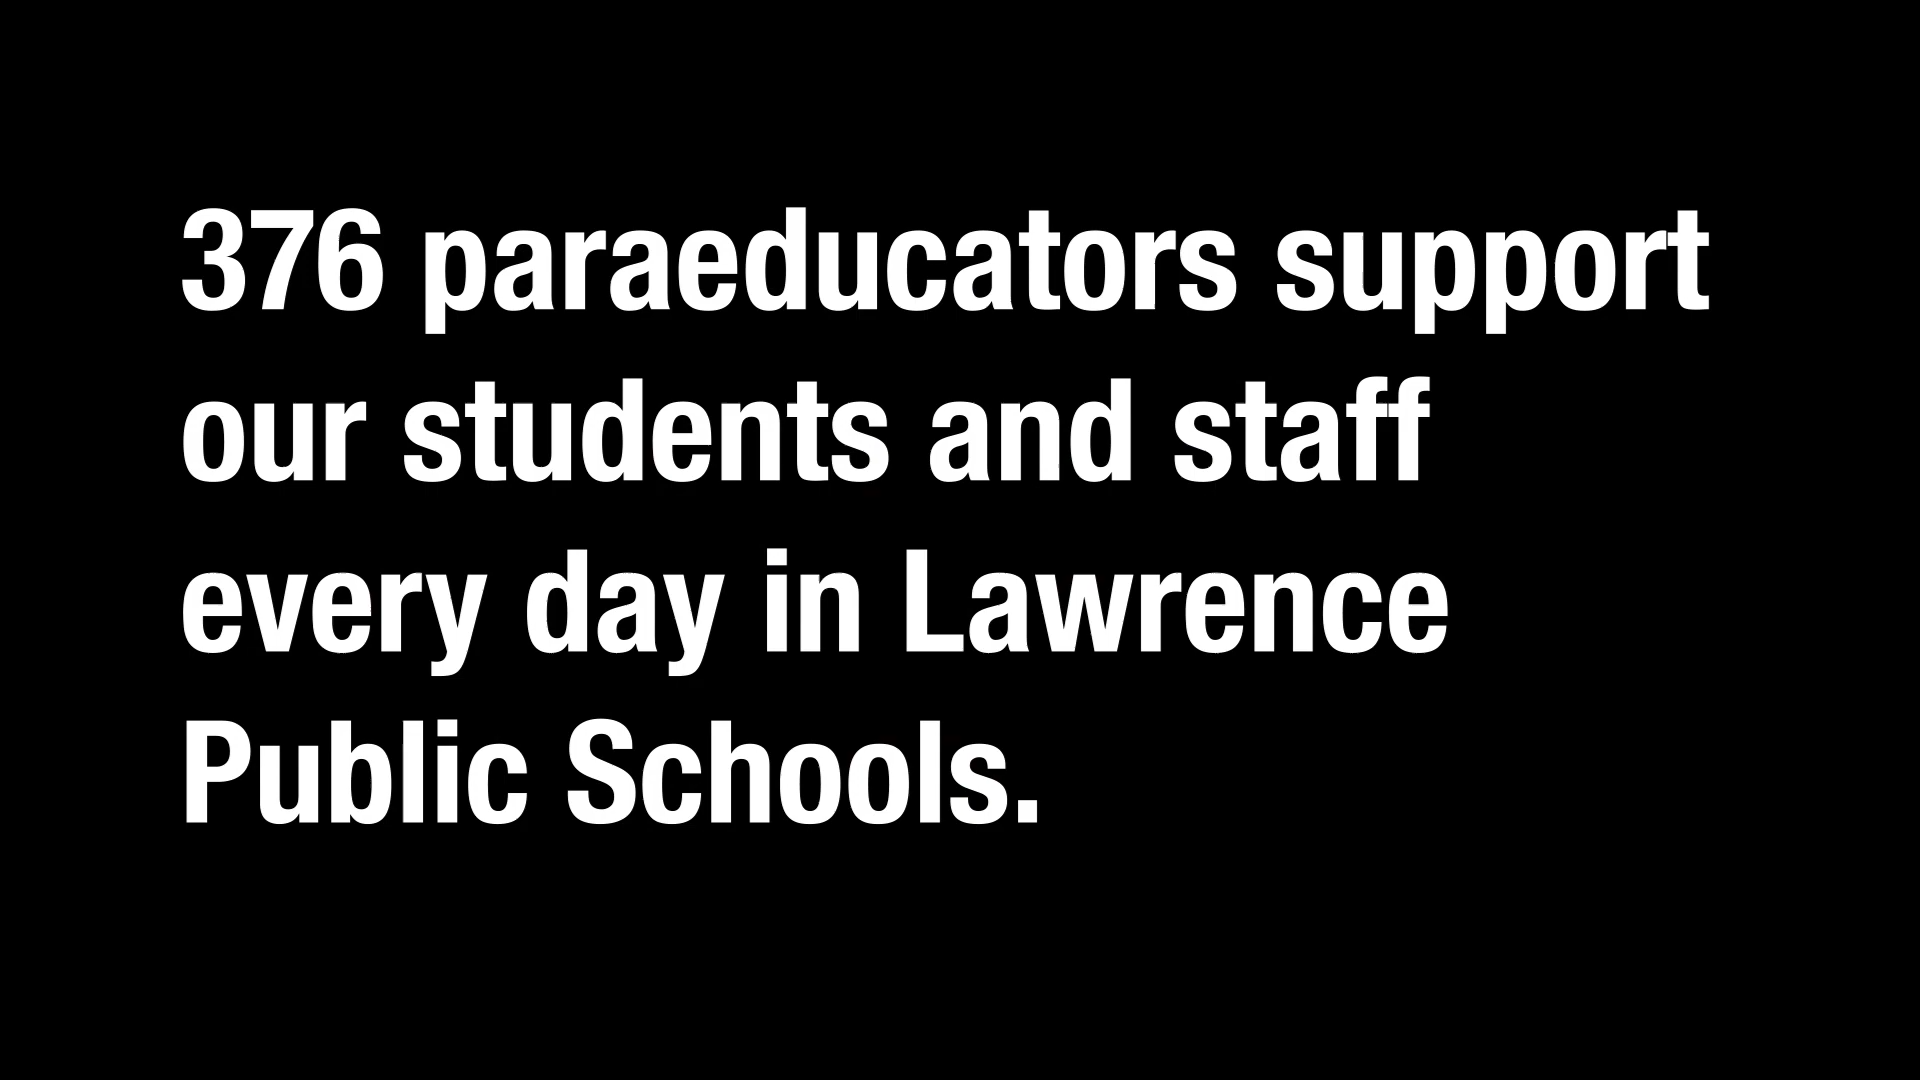 376 paraeducators support
our students and staff
every day in Lawrence
Public Schools.